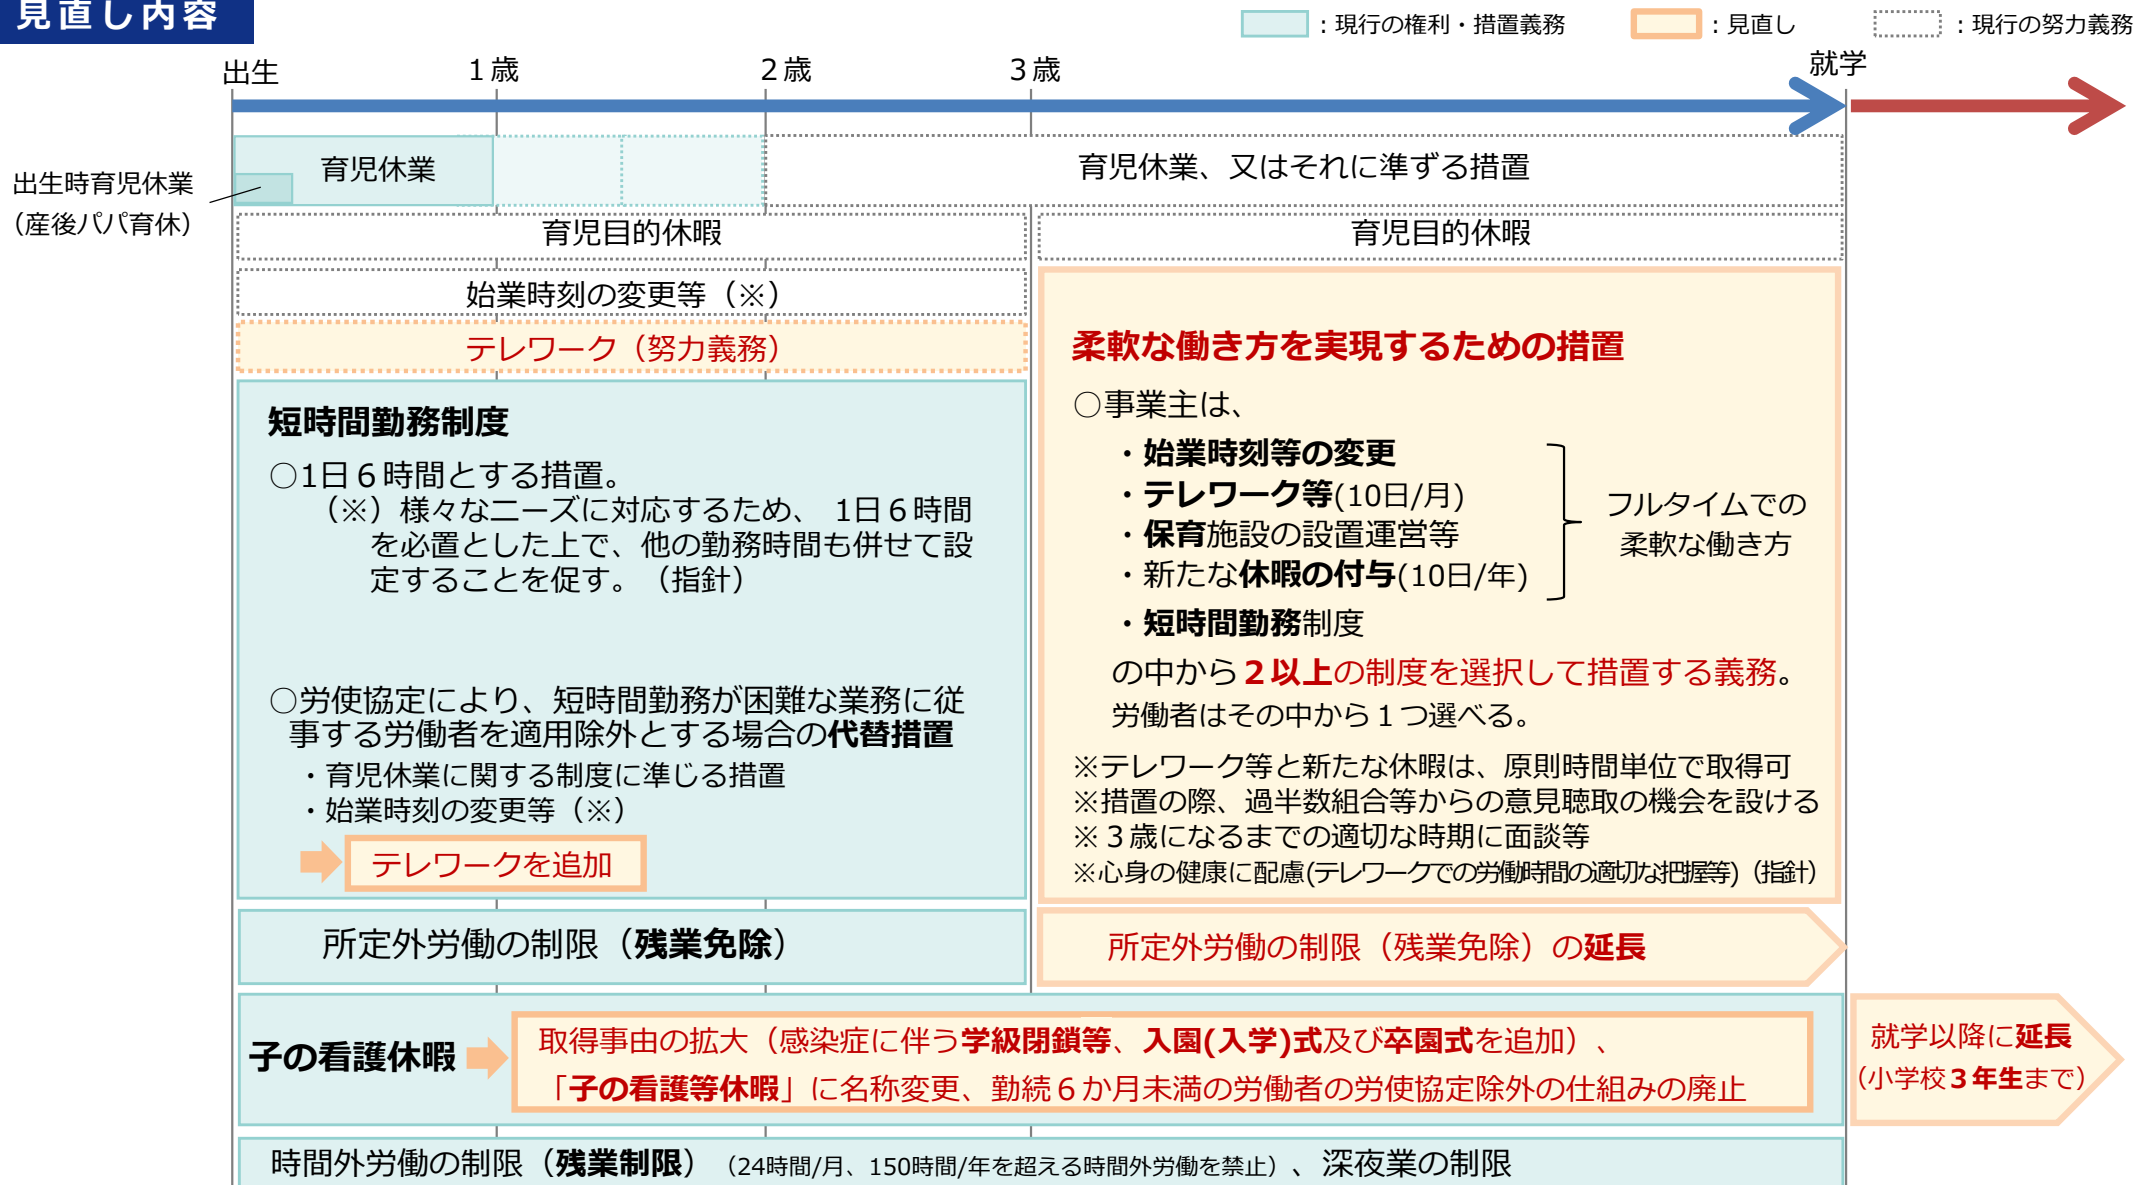 見直し内容
：現行の権利・措置義務
：見直し
：現行の努力義務
出生
１歳
２歳
３歳
就学
出生時育児休業
（産後パパ育休）
育児休業
育児休業、又はそれに準ずる措置
育児目的休暇
育児目的休暇
始業時刻の変更等（※）
テレワーク（努力義務）
短時間勤務制度
○1日６時間とする措置。
（※）様々なニーズに対応するため、 1日６時間
を必置とした上で、他の勤務時間も併せて設
定することを促す。（指針）
○労使協定により、短時間勤務が困難な業務に従
事する労働者を適用除外とする場合の代替措置
・育児休業に関する制度に準じる措置
・始業時刻の変更等（※）
テレワークを追加
柔軟な働き方を実現するための措置
○事業主は、
・始業時刻等の変更
・テレワーク等(10日/月)
・保育施設の設置運営等
・新たな休暇の付与(10日/年)
フルタイムでの
柔軟な働き方
・短時間勤務制度
の中から２以上の制度を選択して措置する義務。
労働者はその中から１つ選べる。
※テレワーク等と新たな休暇は、原則時間単位で取得可
※措置の際、過半数組合等からの意見聴取の機会を設ける
※３歳になるまでの適切な時期に面談等
※心身の健康に配慮(テレワークでの労働時間の適切な把握等)（指針）
所定外労働の制限（残業免除）
所定外労働の制限（残業免除）の延長
子の看護休暇
取得事由の拡大（感染症に伴う学級閉鎖等、入園(入学)式及び卒園式を追加）、
「子の看護等休暇」に名称変更、勤続６か月未満の労働者の労使協定除外の仕組みの廃止
就学以降に延長
（小学校３年生まで）
時間外労働の制限（残業制限）（24時間/月、150時間/年を超える時間外労働を禁止）、深夜業の制限